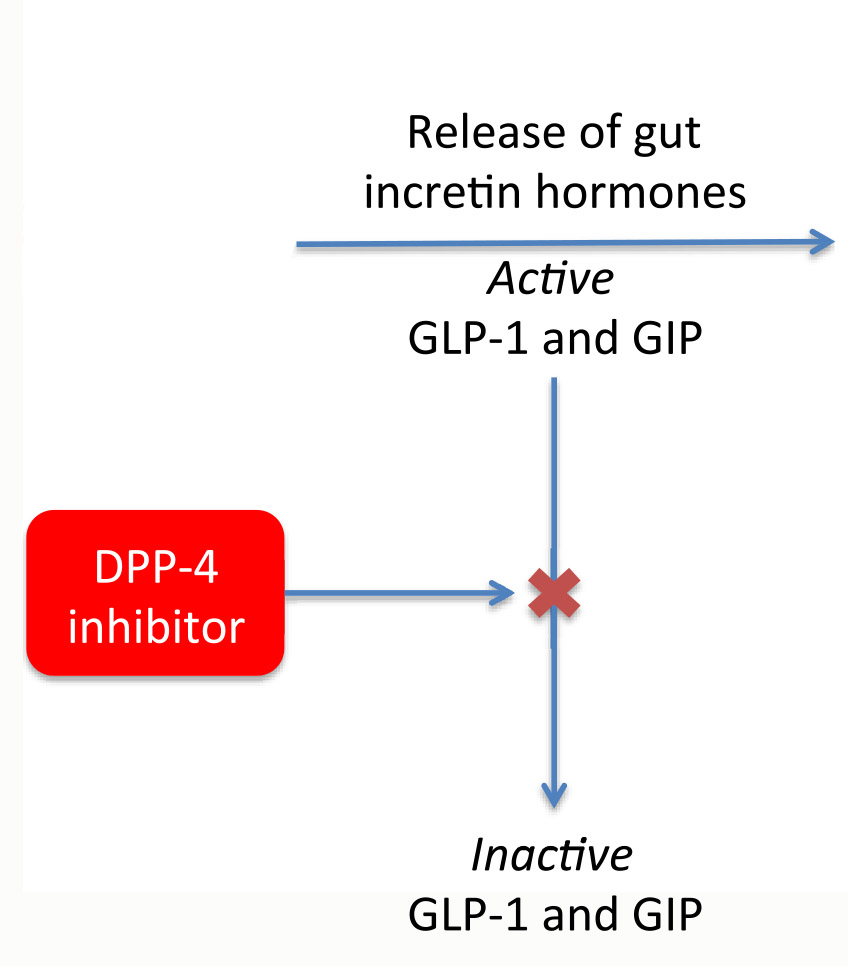 Release of gut
incretin hormones
Active
GLP-1 and GIP
DPP-4
inhibitor
Inactive
GLP-1 and GIP